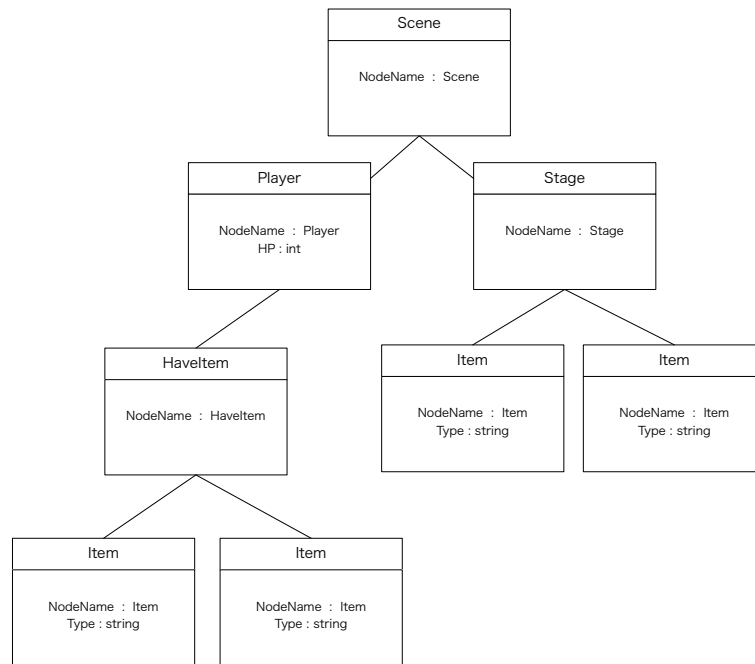 Scene
NodeName : Scene
Player
NodeName : Player
HP : int
Stage
NodeName : Stage
HaveItem
NodeName : HaveItem
Item
NodeName : Item
Type : string
Item
NodeName : Item
Type : string
Item
NodeName : Item
Type : string
Item
NodeName : Item
Type : string